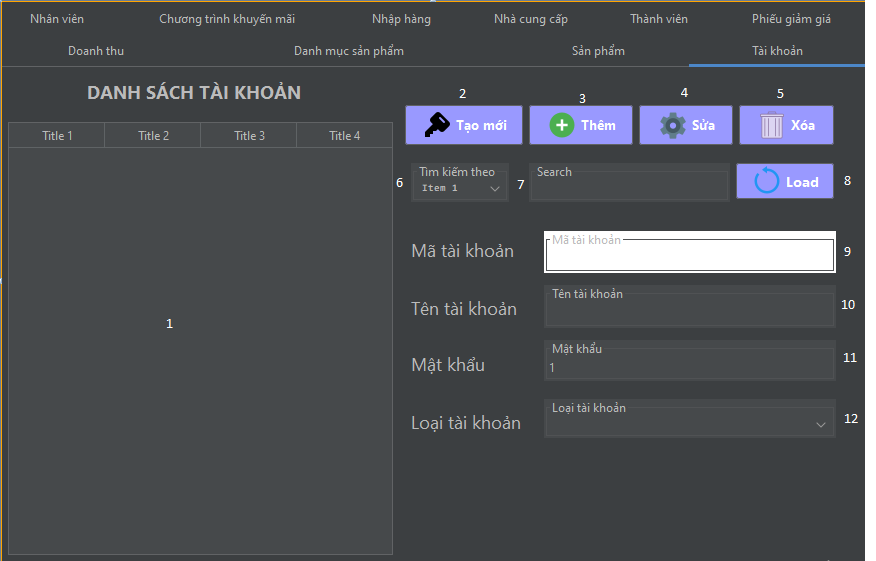 Nhân viên Chương trình khuyến mãi Nhập hàng Nhà cung cấp Thành viên Phiếu giảm giá
Doanh thu Danh mục sản phẩm Sản phẩm Tài khoản
DANH SÁCH TÀI KHOẢN
2 3 4 5
Tạo mới Thêm Sửa Xóa
Title 1 Title 2 Title 3 Title 4
6 Tìm kiếm theo 7 Search
Item 1 Load 8
Mã tài khoản Mã tài khoản 9
Tên tài khoản Tên tài khoản 10
1
Mật khẩu Mật khẩu 11
1
Loại tài khoản Loại tài khoản 12